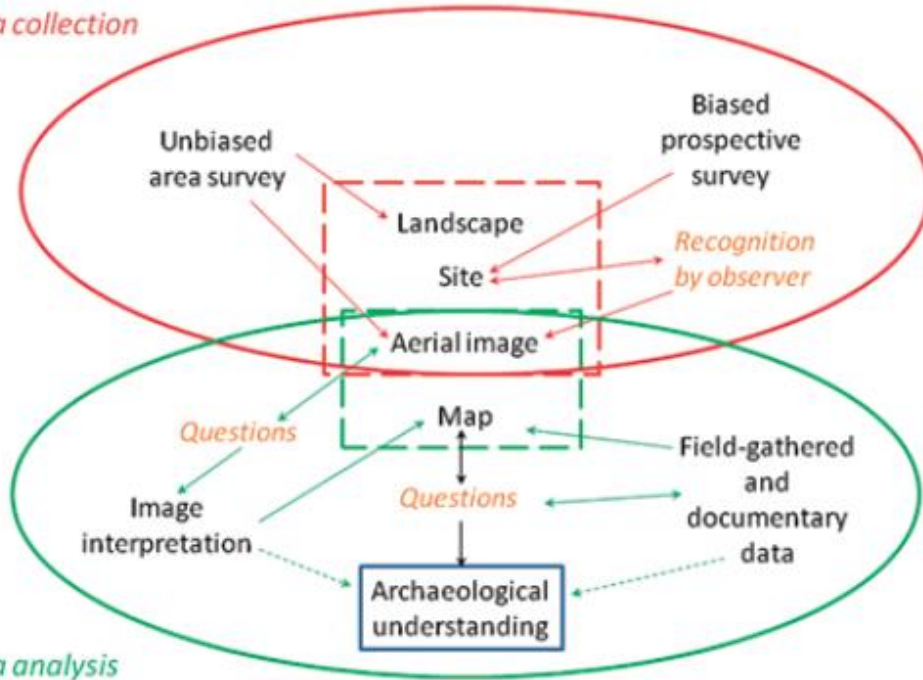 a collection
Unbiased
area survey
Biased
prospective
survey
Landscape
Recognition
by observer
Site
Aerial image
Map
Questions
Field-gathered
and
documentary
data
Questions
Image
interpretation
Archaeological
understanding
a analysis